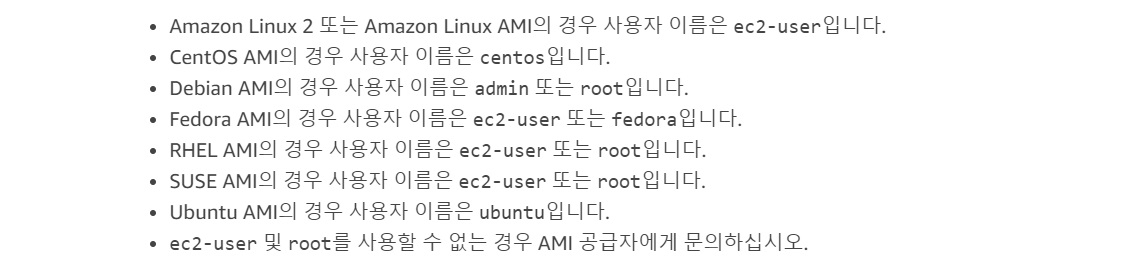 • Amazon Linux 2 또는 Amazon Linux AMI의 경우 사용자 이름은 ec2-user입니다.
• CentOS AMI의 경우 사용자 이름은 centos입니다.
• Debian AMI의 경우 사용자 이름은 admin 또는 root입니다.
• Fedora AMI의 경우 사용자 이름은 ec2-user 또는 fedora입니다.
• RHEL AMI의 경우 사용자 이름은 ec2-user 또는 root입니다.
• SUSE AMI의 경우 사용자 이름은 ec2-user 또는 root입니다.
• Ubuntu AMI의 경우 사용자 이름은 ubuntu입니다.
• ec2-user 및 root를 사용할 수 없는 경우 AMI 공급자에게 문의하십시오.